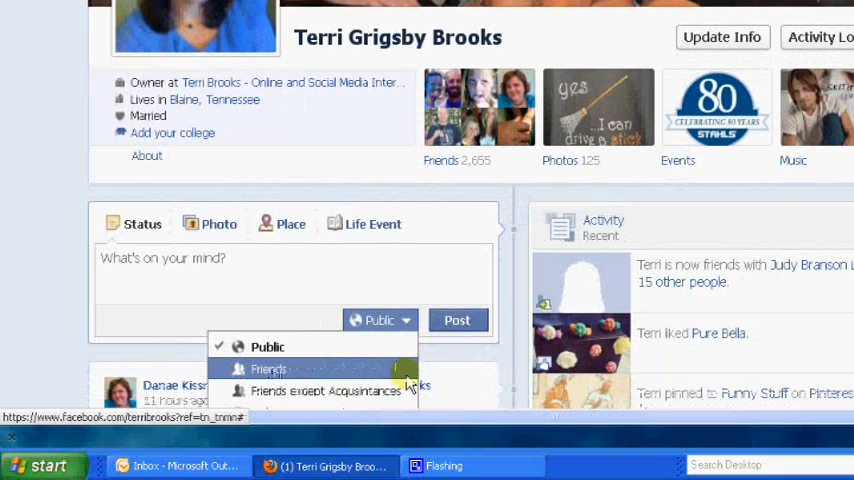 Terri Grigsby Brooks
Update Info
Activity Lo
Owner at Terri Brooks - Online and Social Media Inter...
Lives in Blaine, Tennessee
Married
Add your college
About
yes
...I can
drive a stick
80
CELEBRATING 80 YEARS
STAHLS'
Friends 2,655
Photos 125
Events
Music
Status
Photo
Place
Life Event
What's on your mind?
Public
Post
Public
Friends
Friends except Acquaintances
Activity
Recent
Terri is now friends with Judy Branson
15 other people.
Terri liked Pure Bella.
Terri pinned to Funny Stuff on Pinteres
Danae Kissn
ks
11 hours ago
https://www.facebook.com/terribrooks?ref=tn_tnmn#
start
Inbox - Microsoft Out...
(1) Terri Grigsby Broo...
Flashing
Search Desktop